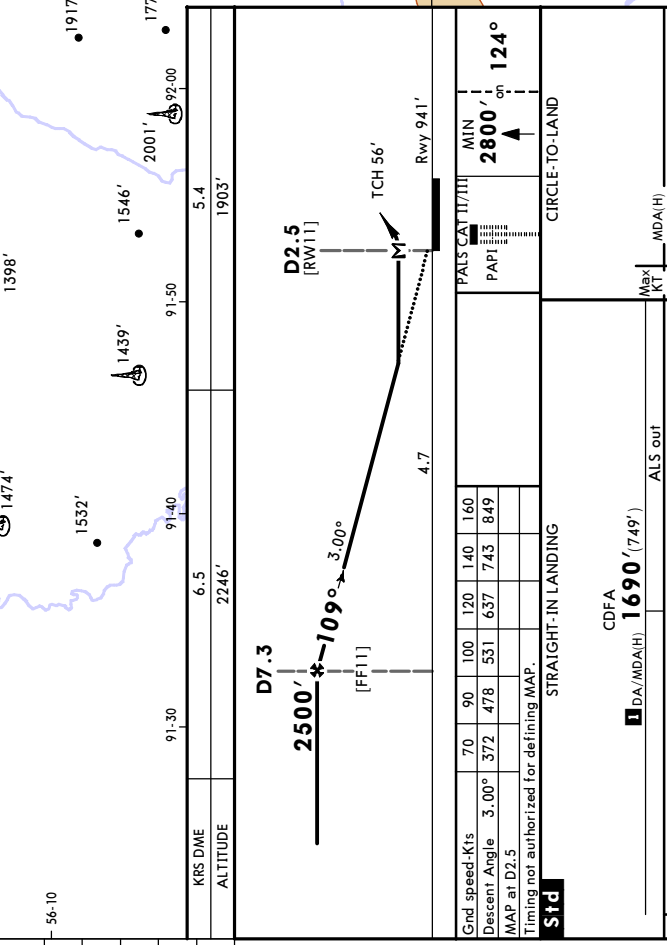 1917'
177
1398'
1546'
2001'
92-00
1439'
91-50
1474'
1532'
91-40
91-30
56-10
KRS DME 6.5 5.4
ALTITUDE 2246' 1903'
D7.3
[FF11]
2500'
109°
3.00°
4.7
D2.5
[RW11]
M
TCH 56'
Rwy 941'
Gnd speed-Kts 70 90 100 120 140 160
Descent Angle 3.00° 372 478 531 637 743 849
MAP at D2.5
Timing not authorized for defining MAP.
PALS CAT II/III
PAPI
MIN
2800'
on
124°
Std
STRAIGHT-IN LANDING
CIRCLE-TO-LAND
CDFA
1 DA/MDA(H) 1690' (749')
ALS out
Max
KT
MDA(H)